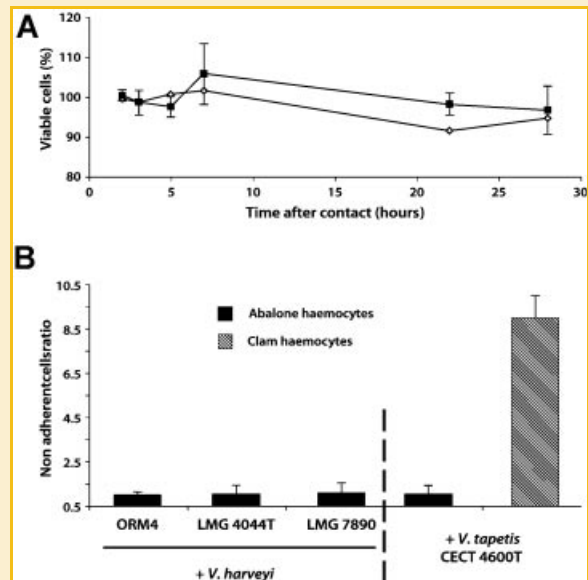 A
120
110
100
90
80
Viable cells (%)
0 5 10 15 20 25 30
Time after contact (hours)
B
10.5
8.5
6.5
4.5
2.5
0.5
Non adherentcellsratio
Abalone haemocytes
Clam haemocytes
ORM4 LMG 4044T LMG 7890
+ V. harveyi
+ V. tapetis
CECT 4600T